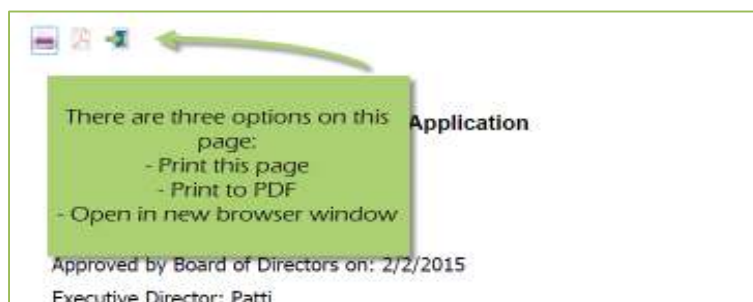 There are three options on this
page:
- Print this page
- Print to PDF
- Open in new browser window
Application
Approved by Board of Directors on: 2/2/2015
Executive Director: Patti